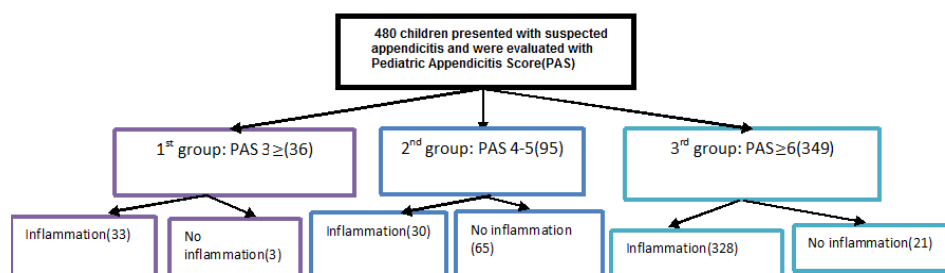 480 children presented with suspected
appendicitis and were evaluated with
Pediatric Appendicitis Score(PAS)
1st group: PAS 3 ≥(36)
2nd group: PAS 4-5(95)
3rd group: PAS≥6(349)
Inflammation(33)
No
inflammation(3)
Inflammation(30)
No inflammation
(65)
Inflammation(328)
No inflammation(21)